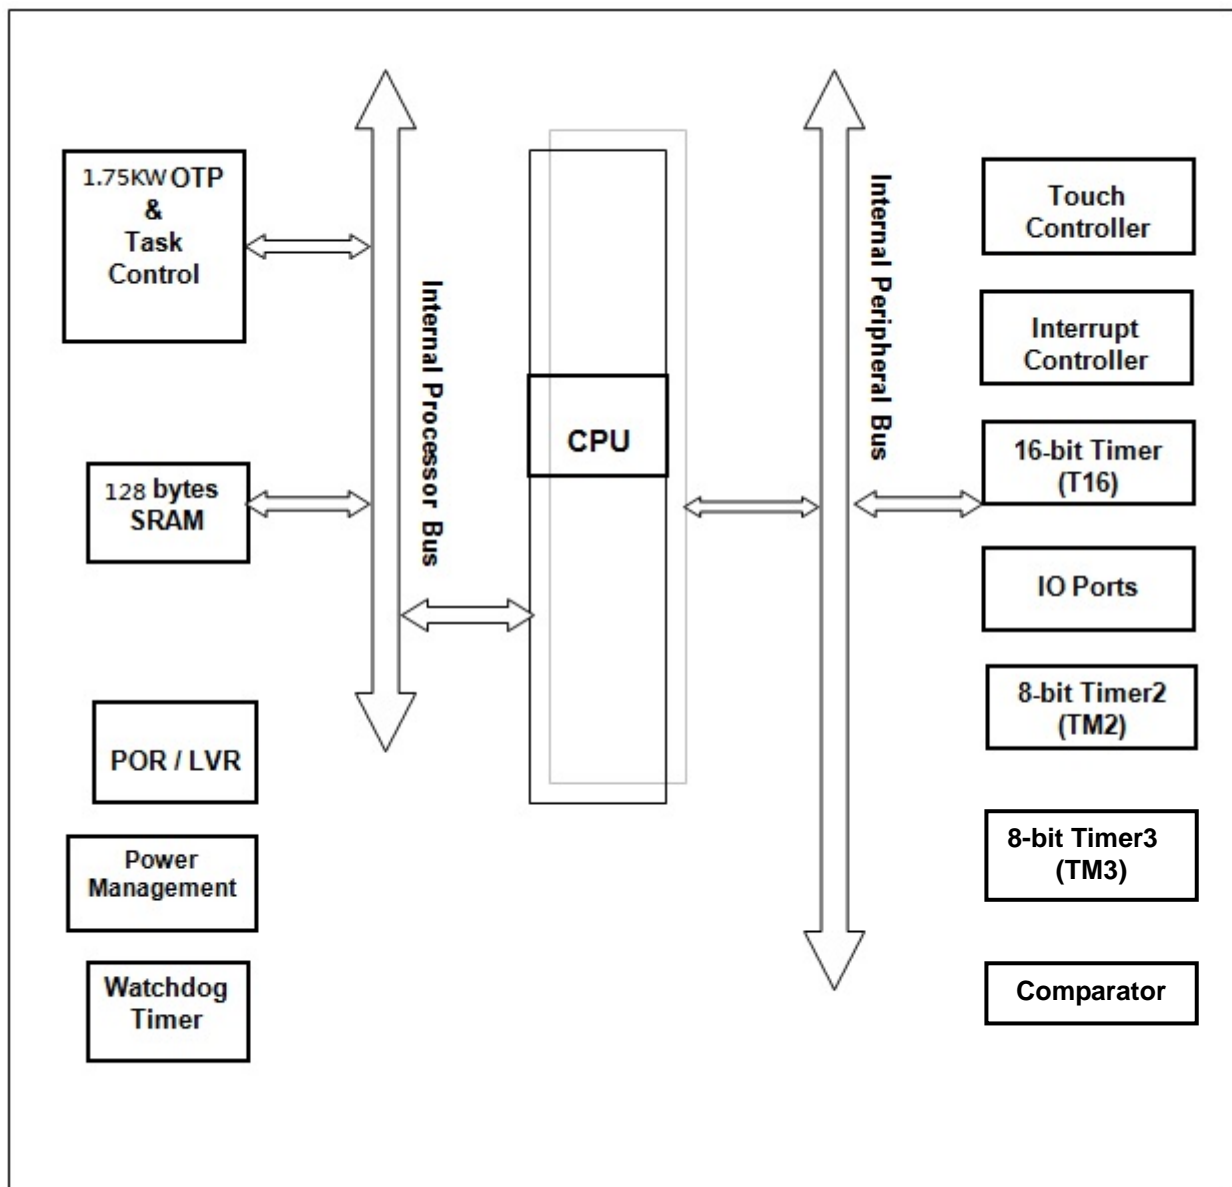 1.75KW OTP
&
Task
Control
128 bytes
SRAM
POR / LVR
Power
Management
Watchdog
Timer
Internal Processor Bus
CPU
Internal Peripheral Bus
Touch
Controller
Interrupt
Controller
16-bit Timer
(T16)
IO Ports
8-bit Timer2
(TM2)
8-bit Timer3
(TM3)
Comparator